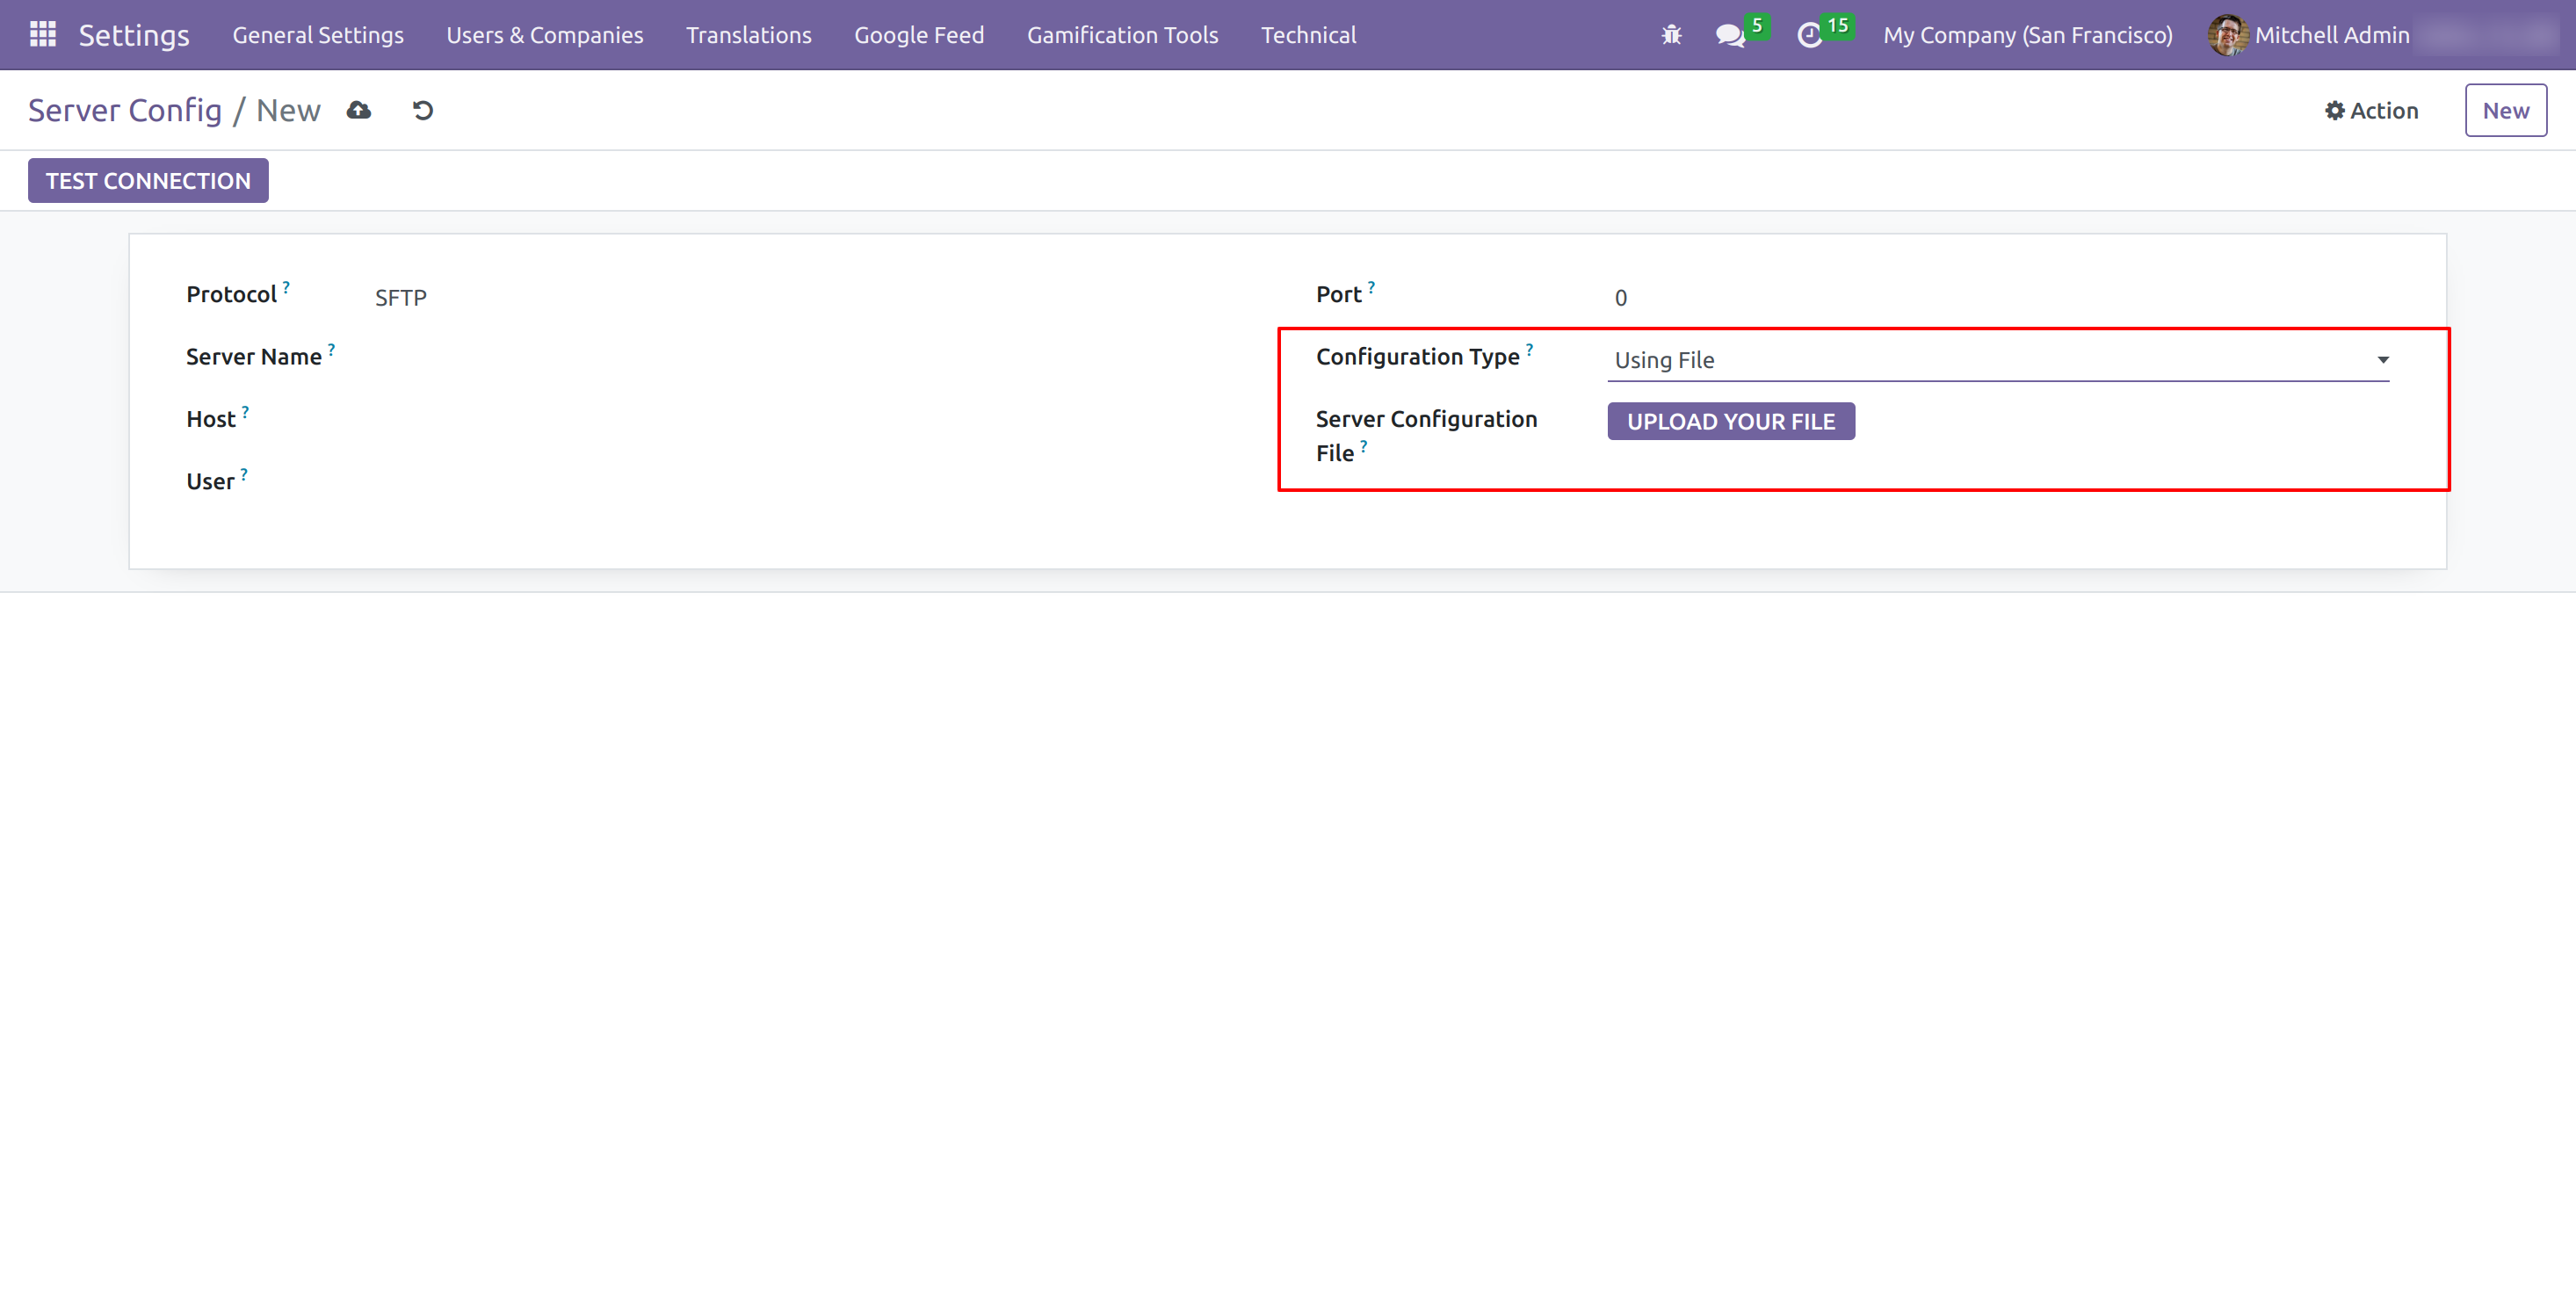 Settings General Settings Users & Companies Translations Google Feed Gamification Tools Technical 5 15 My Company (San Francisco) Mitchell Admin
Server Config / New Action New
TEST CONNECTION
Protocol ? SFTP
Server Name ?
Host ?
User ?
Port ? 0
Configuration Type ? Using File
Server Configuration UPLOAD YOUR FILE
File ?